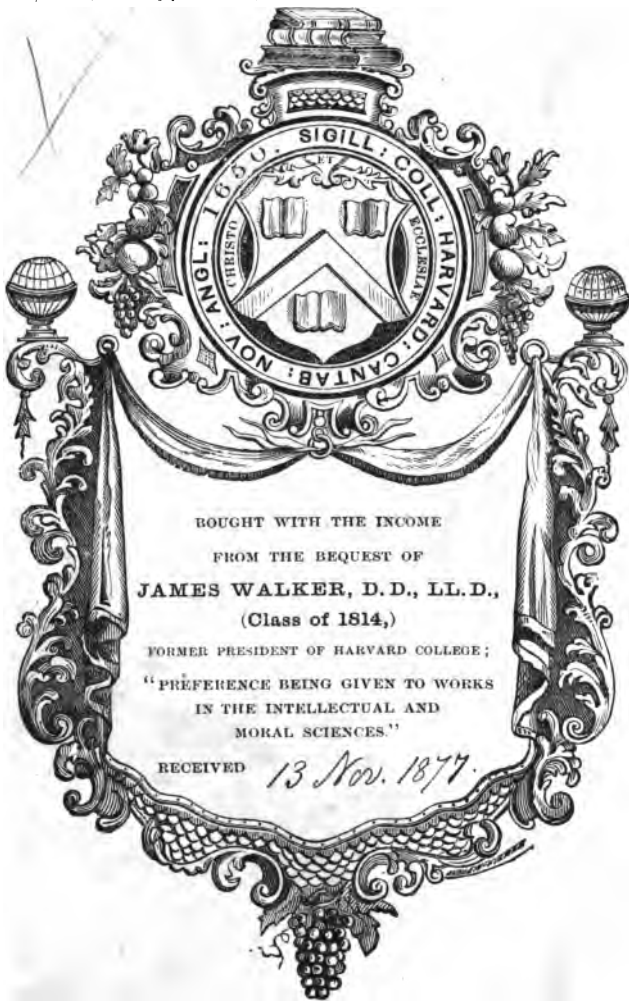 SIGILL: COLL: HARVARD: CANTAB: NOV: ANGL: 1650.
ET
CHRISTO
ECCLESIAE
BOUGHT WITH THE INCOME
FROM THE BEQUEST OF
JAMES WALKER, D.D., LL.D.,
(Class of 1814,)
FORMER PRESIDENT OF HARVARD COLLEGE;
"PREFERENCE BEING GIVEN TO WORKS
IN THE INTELLECTUAL AND
MORAL SCIENCES."
RECEIVED 13 Nov. 1877.